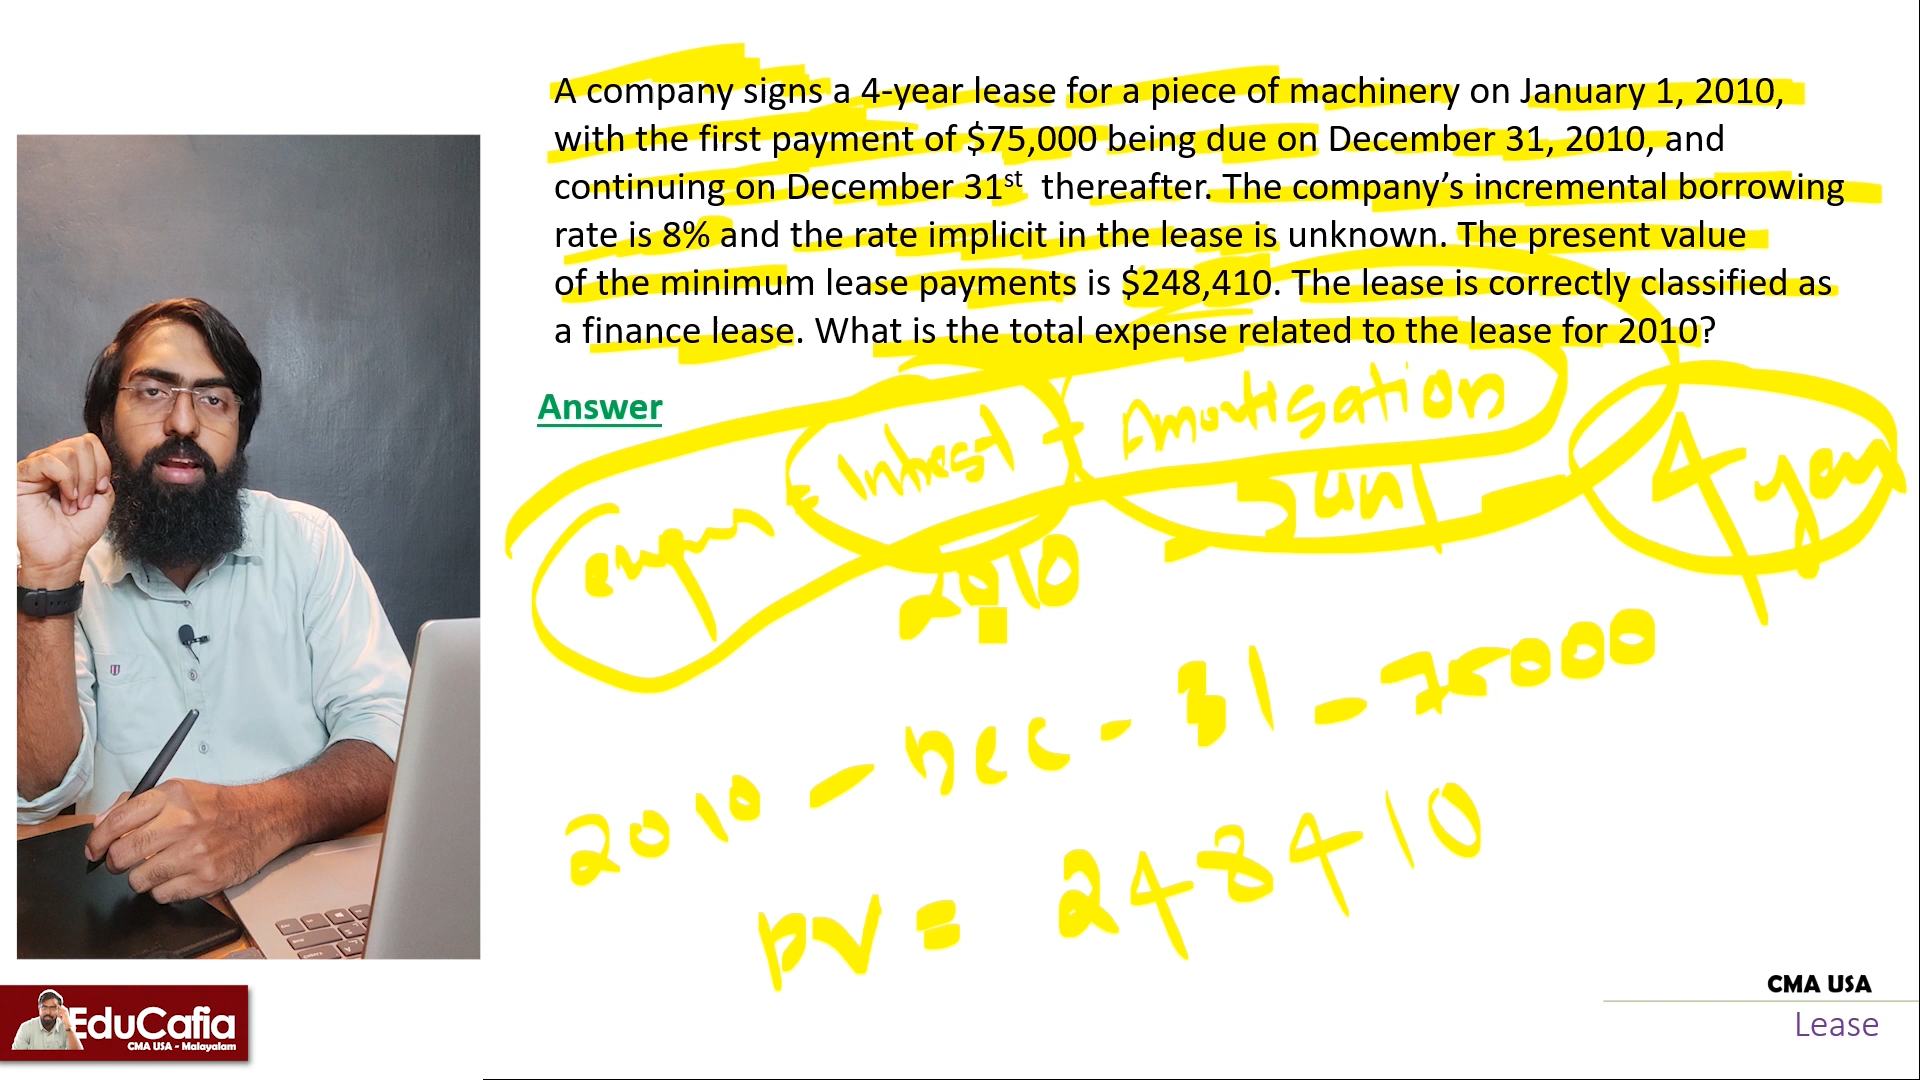 A company signs a 4-year lease for a piece of machinery on January 1, 2010,
with the first payment of $75,000 being due on December 31, 2010, and
continuing on December 31st thereafter. The company’s incremental borrowing
rate is 8% and the rate implicit in the lease is unknown. The present value
of the minimum lease payments is $248,410. The lease is correctly classified as
a finance lease. What is the total expense related to the lease for 2010?
Answer
Amortisation
4 year
2010
2010 - Dec - 31 - 75000
PV = 248410
EduCafia
CMA USA - Malayalam
CMA USA
Lease